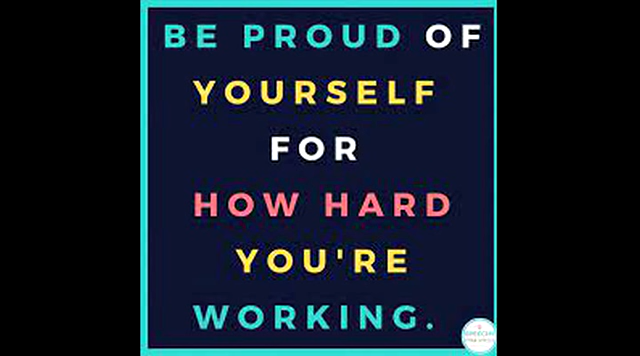 BE PROUD OF
YOURSELF
FOR
HOW HARD
YOU'RE
WORKING.